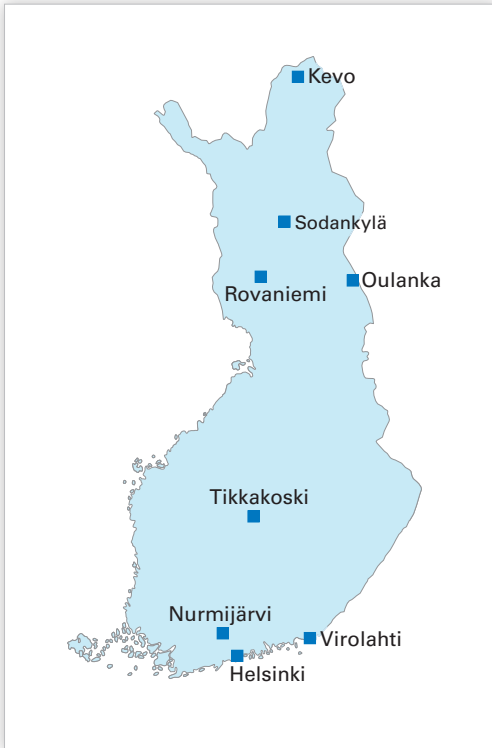 Kevo
Sodankylä
Oulanka
Rovaniemi
Tikkakoski
Nurmijärvi
Virolahti
Helsinki